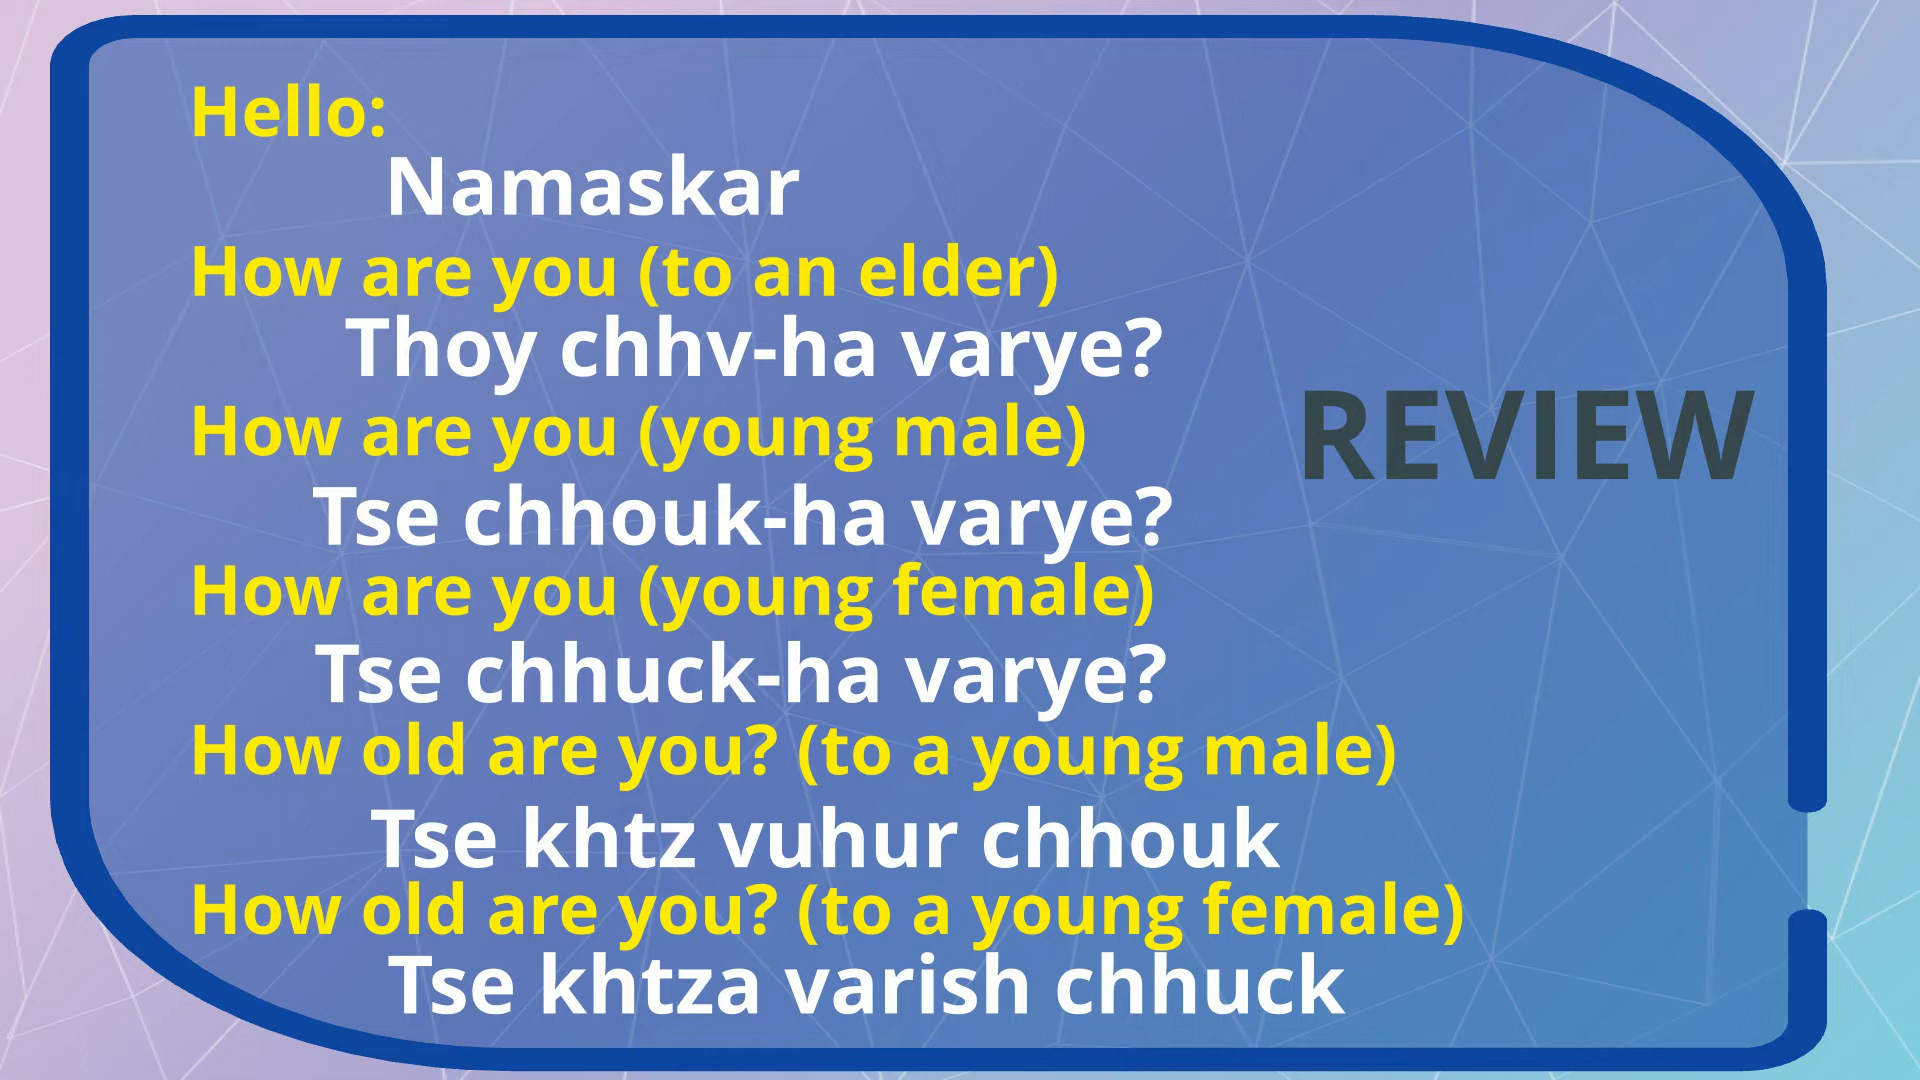 Hello:
Namaskar
How are you (to an elder)
Thoy chhv-ha varye?
How are you (young male)
REVIEW
Tse chhouk-ha varye?
How are you (young female)
Tse chhuck-ha varye?
How old are you? (to a young male)
Tse khtz vuhur chhouk
How old are you? (to a young female)
Tse khtza varish chhuck